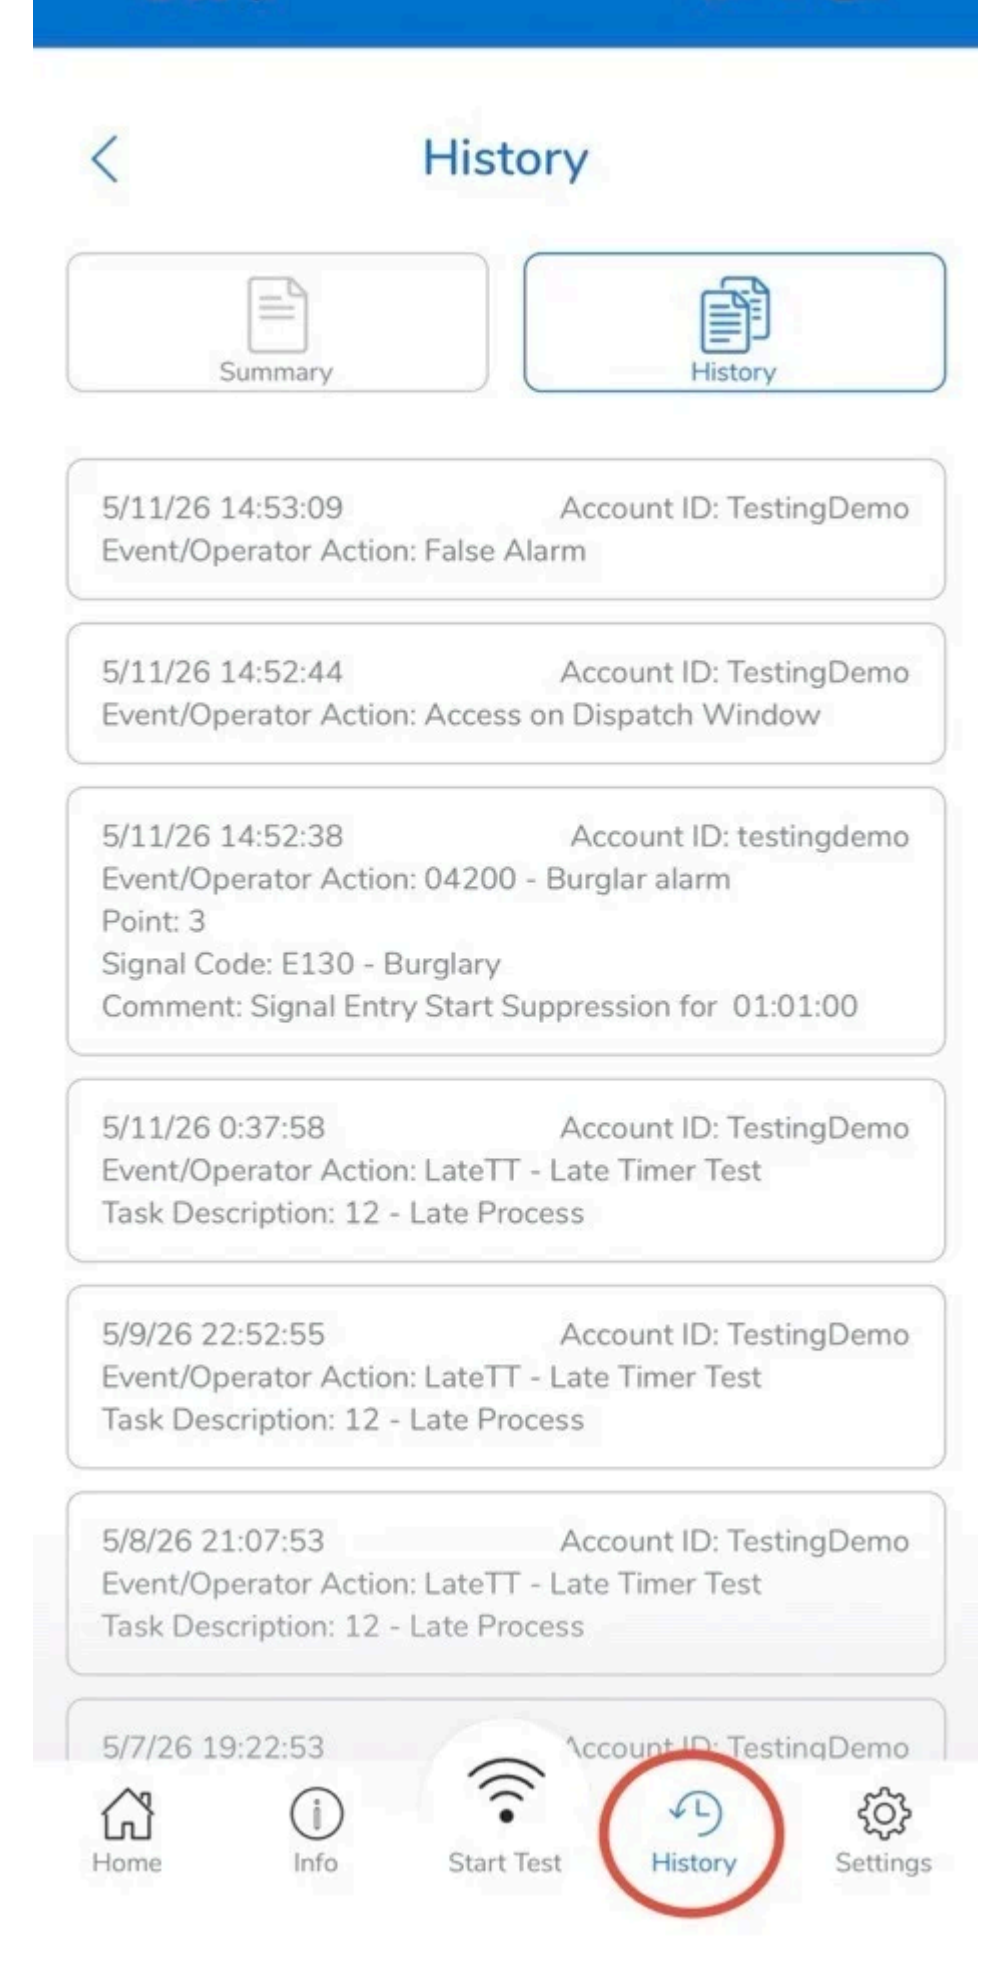 History
Summary
History
5/11/26 14:53:09 Account ID: TestingDemo
Event/Operator Action: False Alarm
5/11/26 14:52:44 Account ID: TestingDemo
Event/Operator Action: Access on Dispatch Window
5/11/26 14:52:38 Account ID: testingdemo
Event/Operator Action: 04200 - Burglar alarm
Point: 3
Signal Code: E130 - Burglary
Comment: Signal Entry Start Suppression for 01:01:00
5/11/26 0:37:58 Account ID: TestingDemo
Event/Operator Action: LateTT - Late Timer Test
Task Description: 12 - Late Process
5/9/26 22:52:55 Account ID: TestingDemo
Event/Operator Action: LateTT - Late Timer Test
Task Description: 12 - Late Process
5/8/26 21:07:53 Account ID: TestingDemo
Event/Operator Action: LateTT - Late Timer Test
Task Description: 12 - Late Process
5/7/26 19:22:53 Account ID: TestingDemo
Home Info Start Test History Settings